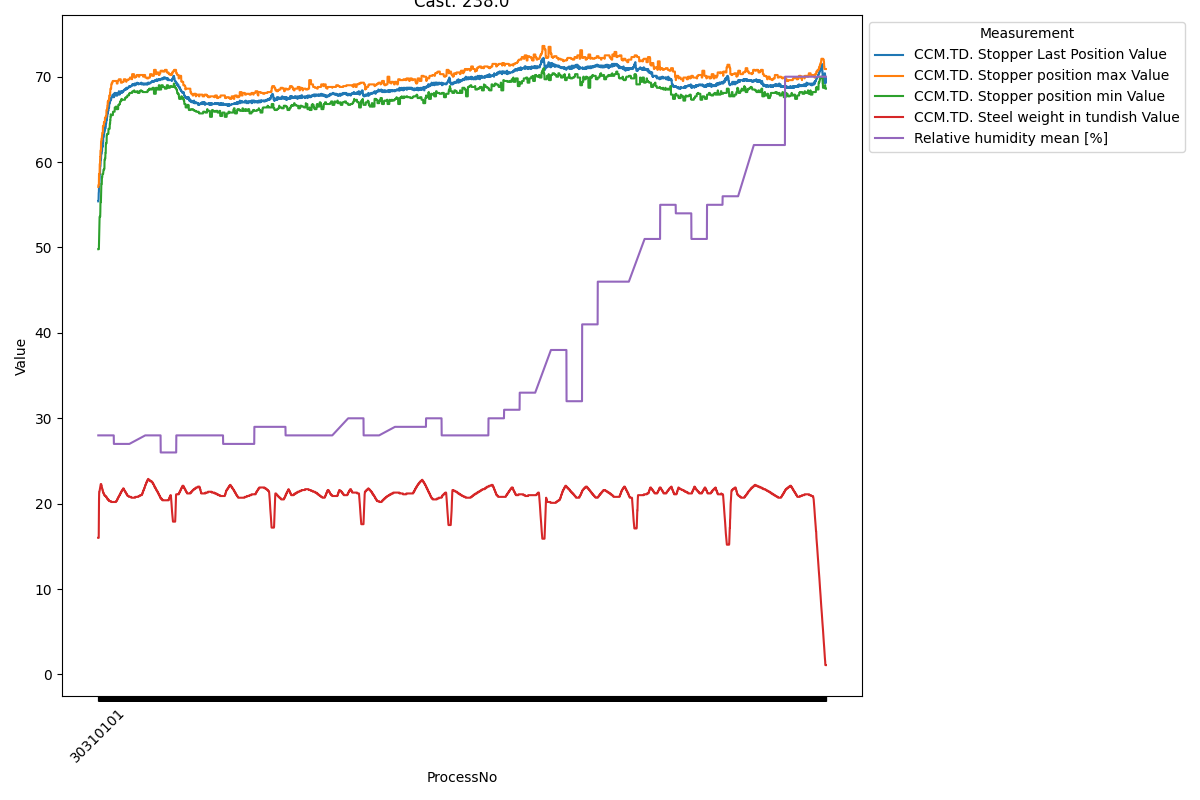 Cast: 238.0
Measurement
CCM.TD. Stopper Last Position Value
CCM.TD. Stopper position max Value
CCM.TD. Stopper position min Value
CCM.TD. Steel weight in tundish Value
Relative humidity mean [%]
Value
70
60
50
40
30
20
10
0
30310101
ProcessNo